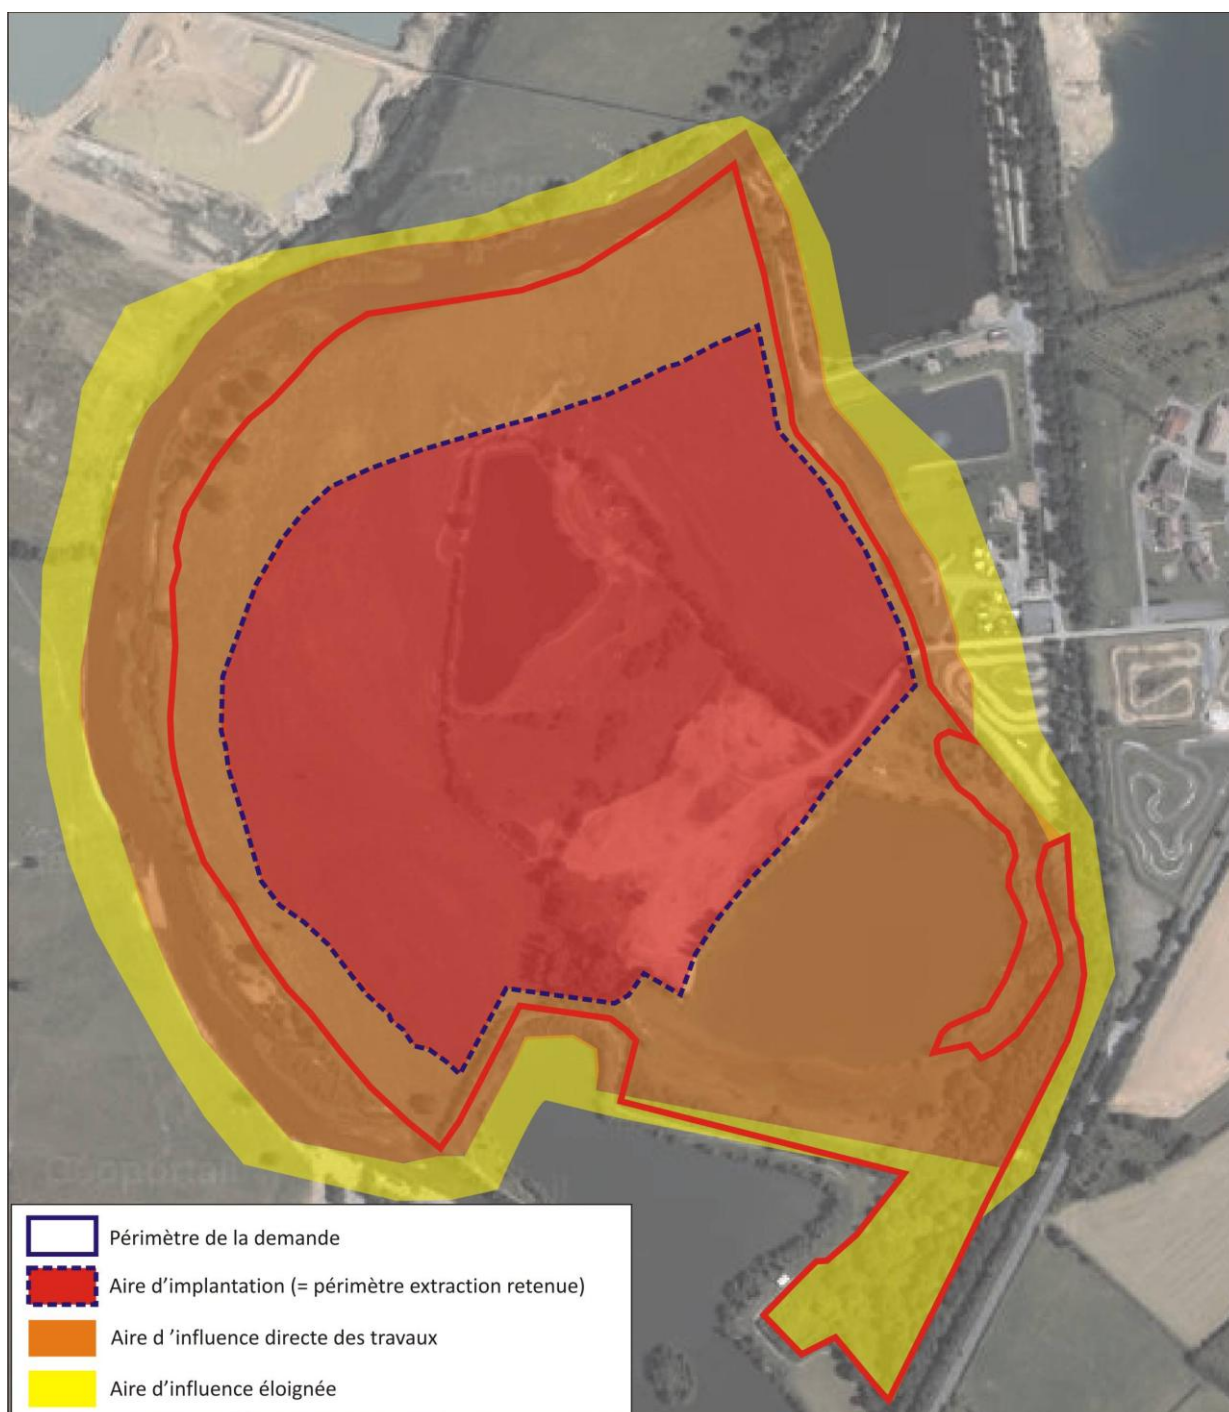 Périmètre de la demande
Aire d’implantation (= périmètre extraction retenue)
Aire d ’influence directe des travaux
Aire d’influence éloignée